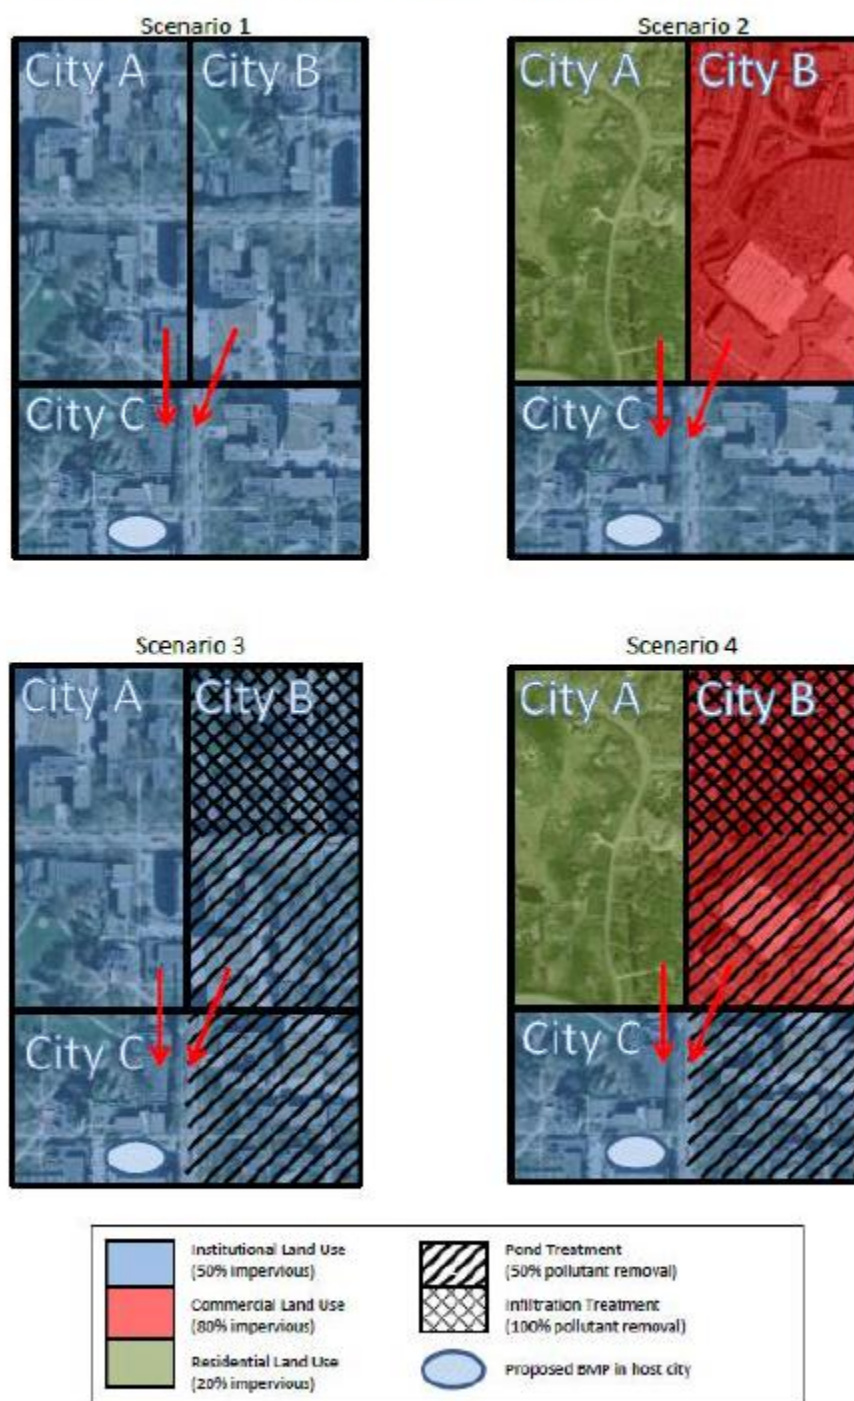 Scenario 1
Scenario 2
City A
City B
City A
City B
City C
City C
Scenario 3
Scenario 4
City A
City B
City A
City B
City C
City C
Institutional Land Use
(50% impervious)
Commercial Land Use
(80% impervious)
Residential Land Use
(20% impervious)
Pond Treatment
(50% pollutant removal)
Infiltration Treatment
(100% pollutant removal)
Proposed BMP in host city